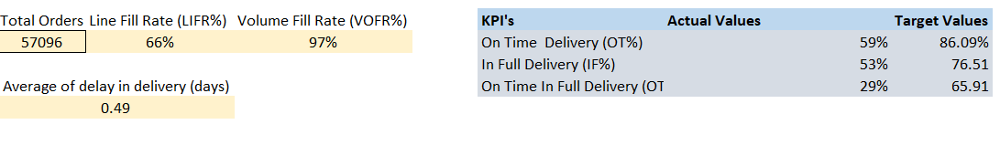 Total Orders Line Fill Rate (LIFR%) Volume Fill Rate (VOFR%)
57096 66% 97%
Average of delay in delivery (days)
0.49
KPI's Actual Values Target Values
On Time  Delivery (OT%) 59% 86.09%
In Full Delivery (IF%) 53% 76.51
On Time In Full Delivery (OT 29% 65.91